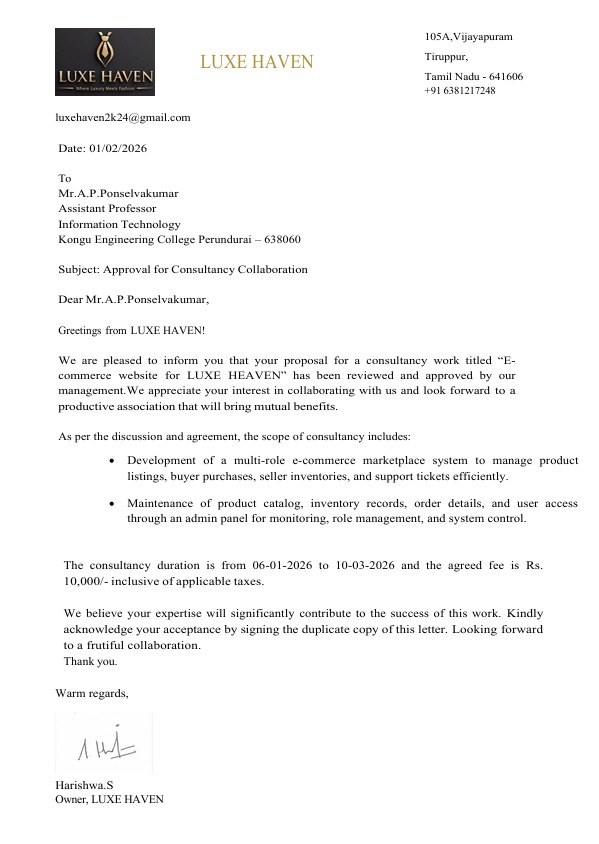 LUXE HAVEN
Where Luxury Meets Fashion
LUXE HAVEN
105A,Vijayapuram
Tiruppur,
Tamil Nadu - 641606
+91 6381217248
luxehaven2k24@gmail.com
Date: 01/02/2026
To
Mr.A.P.Ponselvakumar
Assistant Professor
Information Technology
Kongu Engineering College Perundurai – 638060
Subject: Approval for Consultancy Collaboration
Dear Mr.A.P.Ponselvakumar,
Greetings from LUXE HAVEN!
We are pleased to inform you that your proposal for a consultancy work titled “E-
commerce website for LUXE HEAVEN” has been reviewed and approved by our
management.We appreciate your interest in collaborating with us and look forward to a
productive association that will bring mutual benefits.
As per the discussion and agreement, the scope of consultancy includes:
• Development of a multi-role e-commerce marketplace system to manage product
listings, buyer purchases, seller inventories, and support tickets efficiently.
• Maintenance of product catalog, inventory records, order details, and user access
through an admin panel for monitoring, role management, and system control.
The consultancy duration is from 06-01-2026 to 10-03-2026 and the agreed fee is Rs.
10,000/- inclusive of applicable taxes.
We believe your expertise will significantly contribute to the success of this work. Kindly
acknowledge your acceptance by signing the duplicate copy of this letter. Looking forward
to a frutiful collaboration.
Thank you.
Warm regards,
Harishwa.S
Owner, LUXE HAVEN